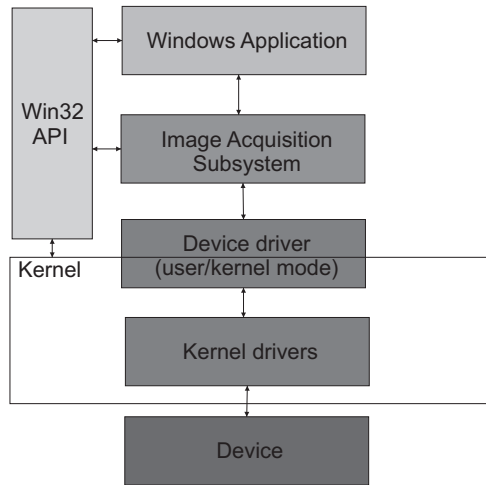 Windows Application
Win32
API
Image Acquisition
Subsystem
Device driver
(user/kernel mode)
Kernel
Kernel drivers
Device